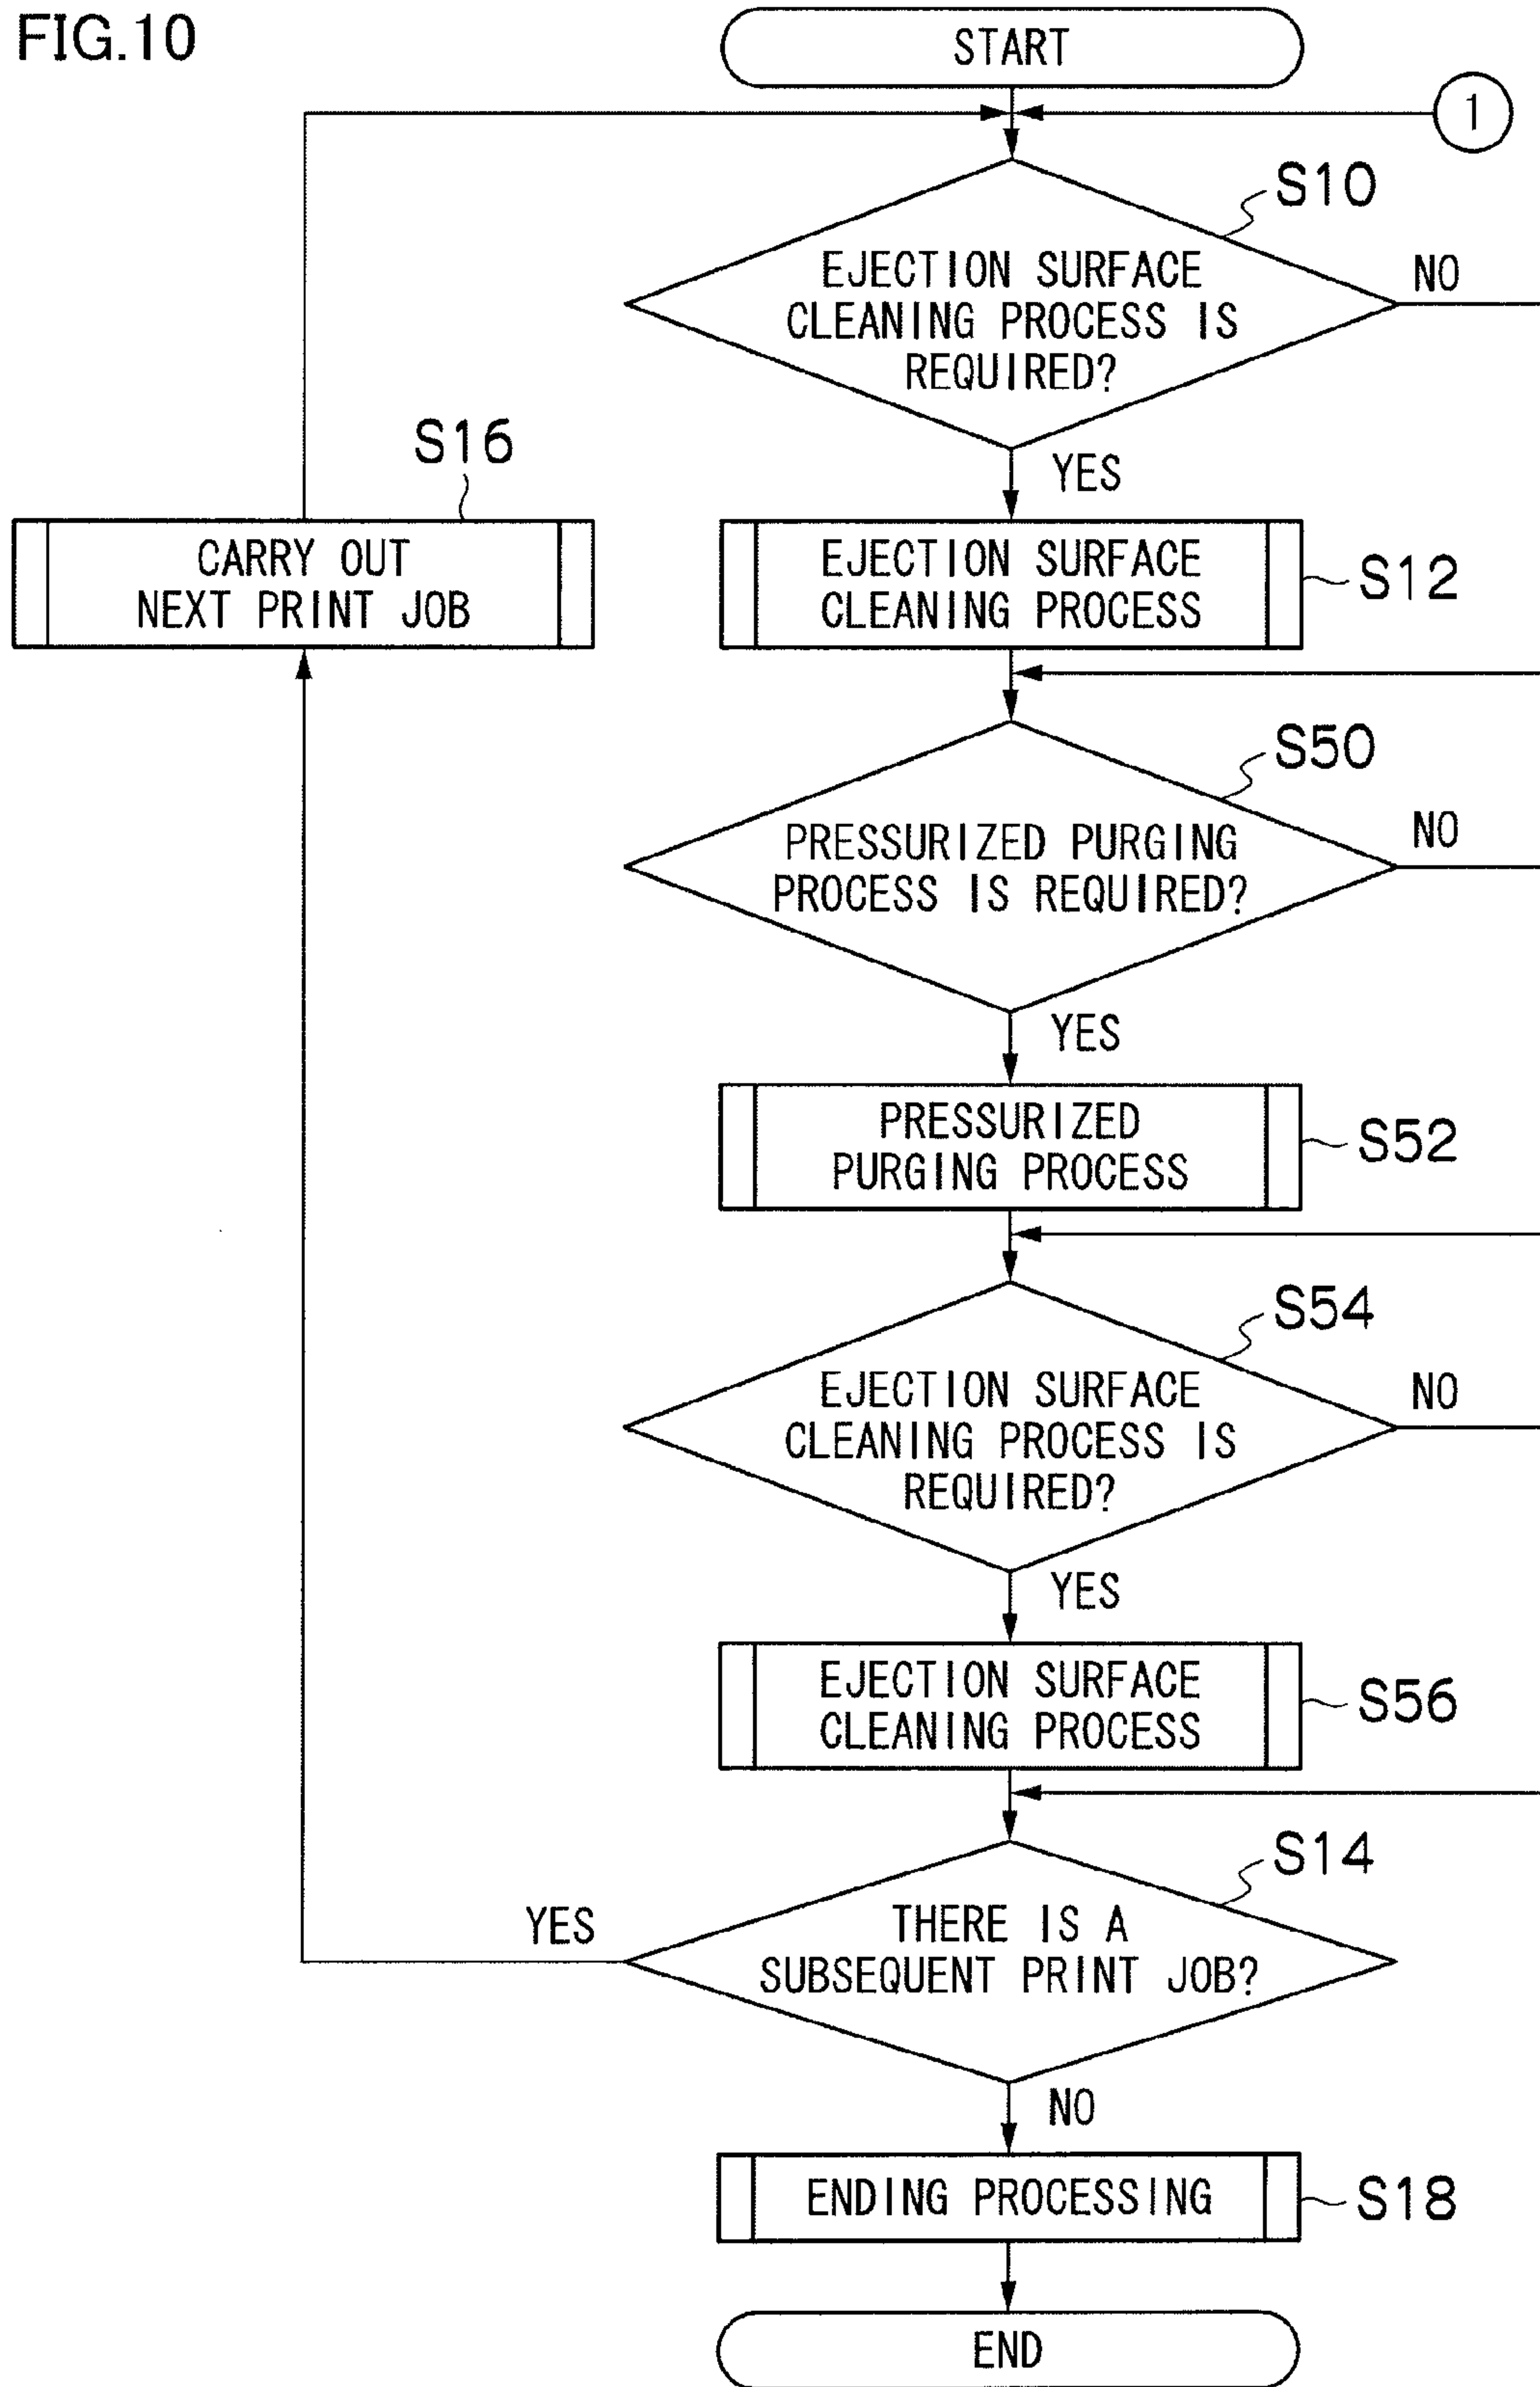 FIG.10
START
1
S10
EJECTION SURFACE
CLEANING PROCESS IS
REQUIRED?
NO
YES
S16
CARRY OUT
NEXT PRINT JOB
EJECTION SURFACE
CLEANING PROCESS
S12
S50
PRESSURIZED PURGING
PROCESS IS REQUIRED?
NO
YES
PRESSURIZED
PURGING PROCESS
S52
S54
EJECTION SURFACE
CLEANING PROCESS IS
REQUIRED?
NO
YES
EJECTION SURFACE
CLEANING PROCESS
S56
S14
YES
THERE IS A
SUBSEQUENT PRINT JOB?
NO
ENDING PROCESSING
S18
END